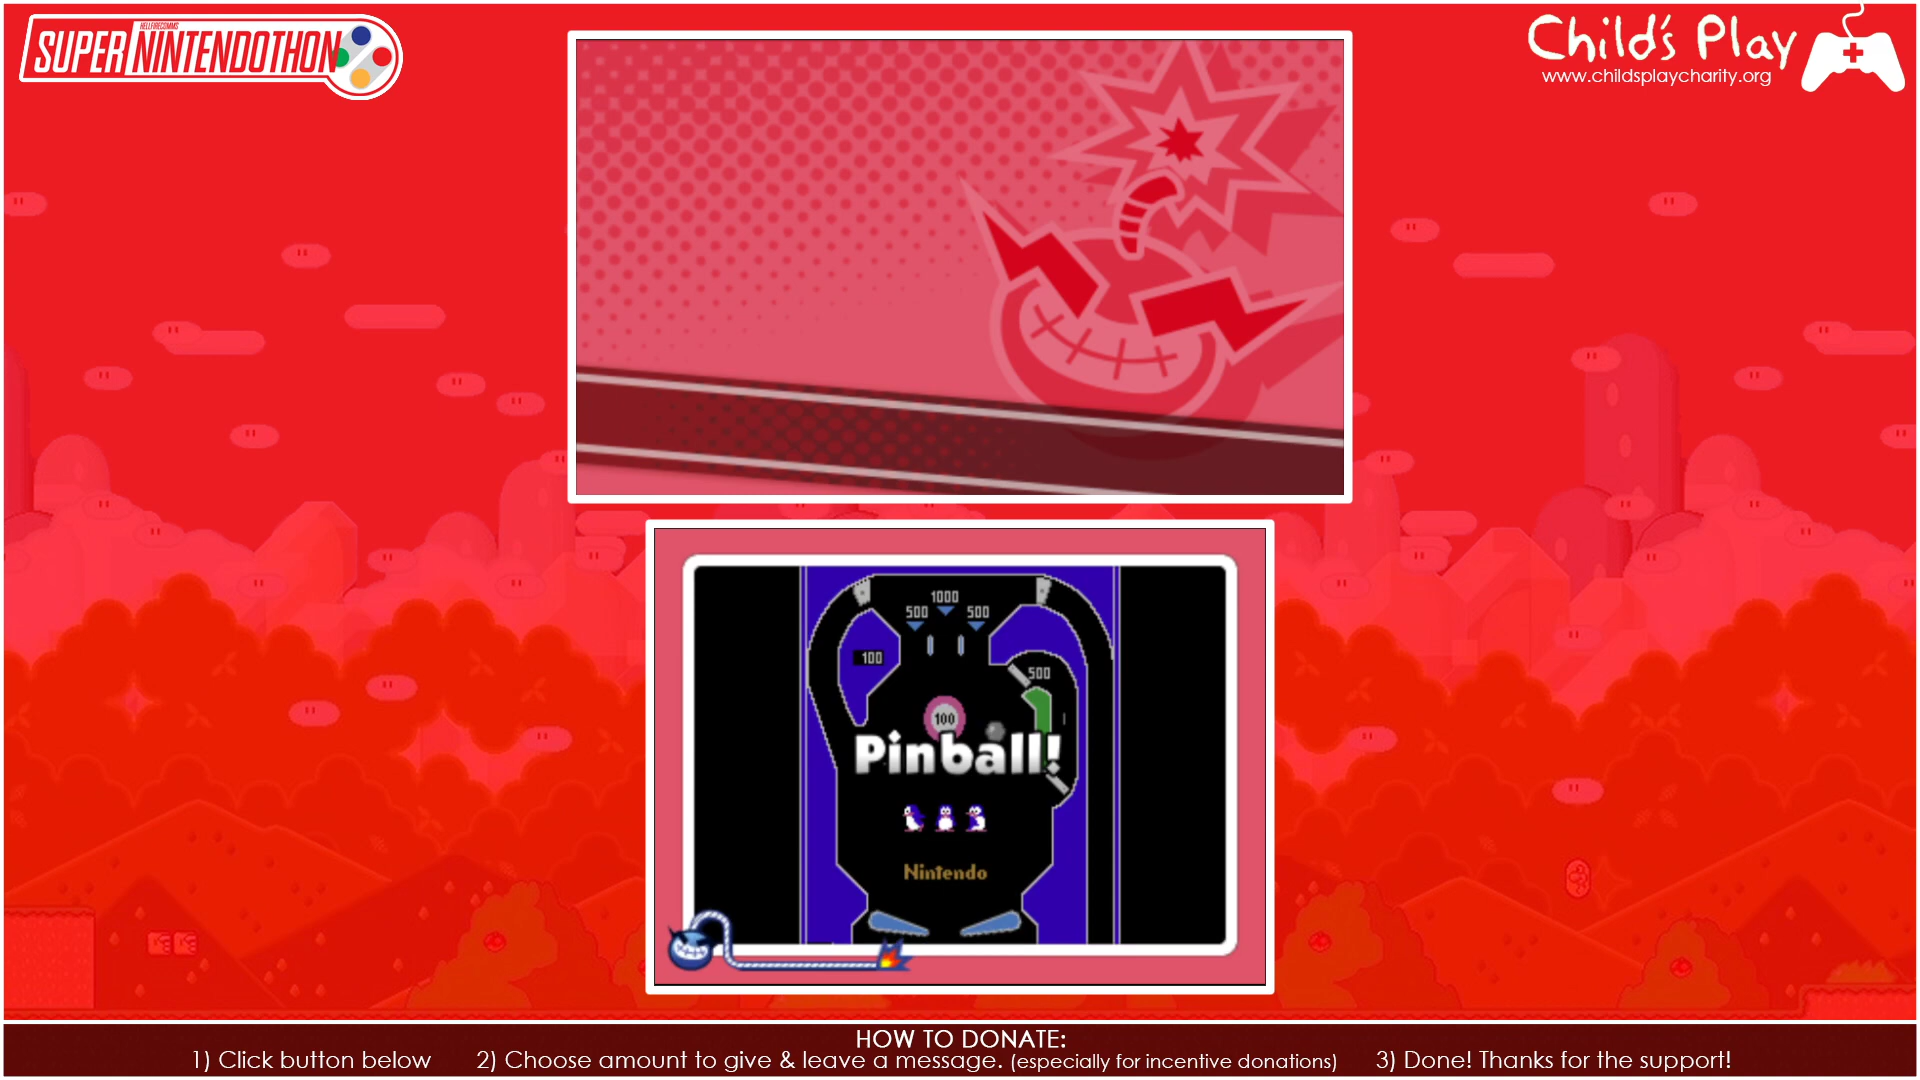 HELLFIRECOMMS
SUPER NINTENDOTHON
Child's Play
www.childsplaycharity.org
1000
500 500
100
500
100
Pinball!
Nintendo
HOW TO DONATE:
1) Click button below 2) Choose amount to give & leave a message. (especially for incentive donations) 3) Done! Thanks for the support!